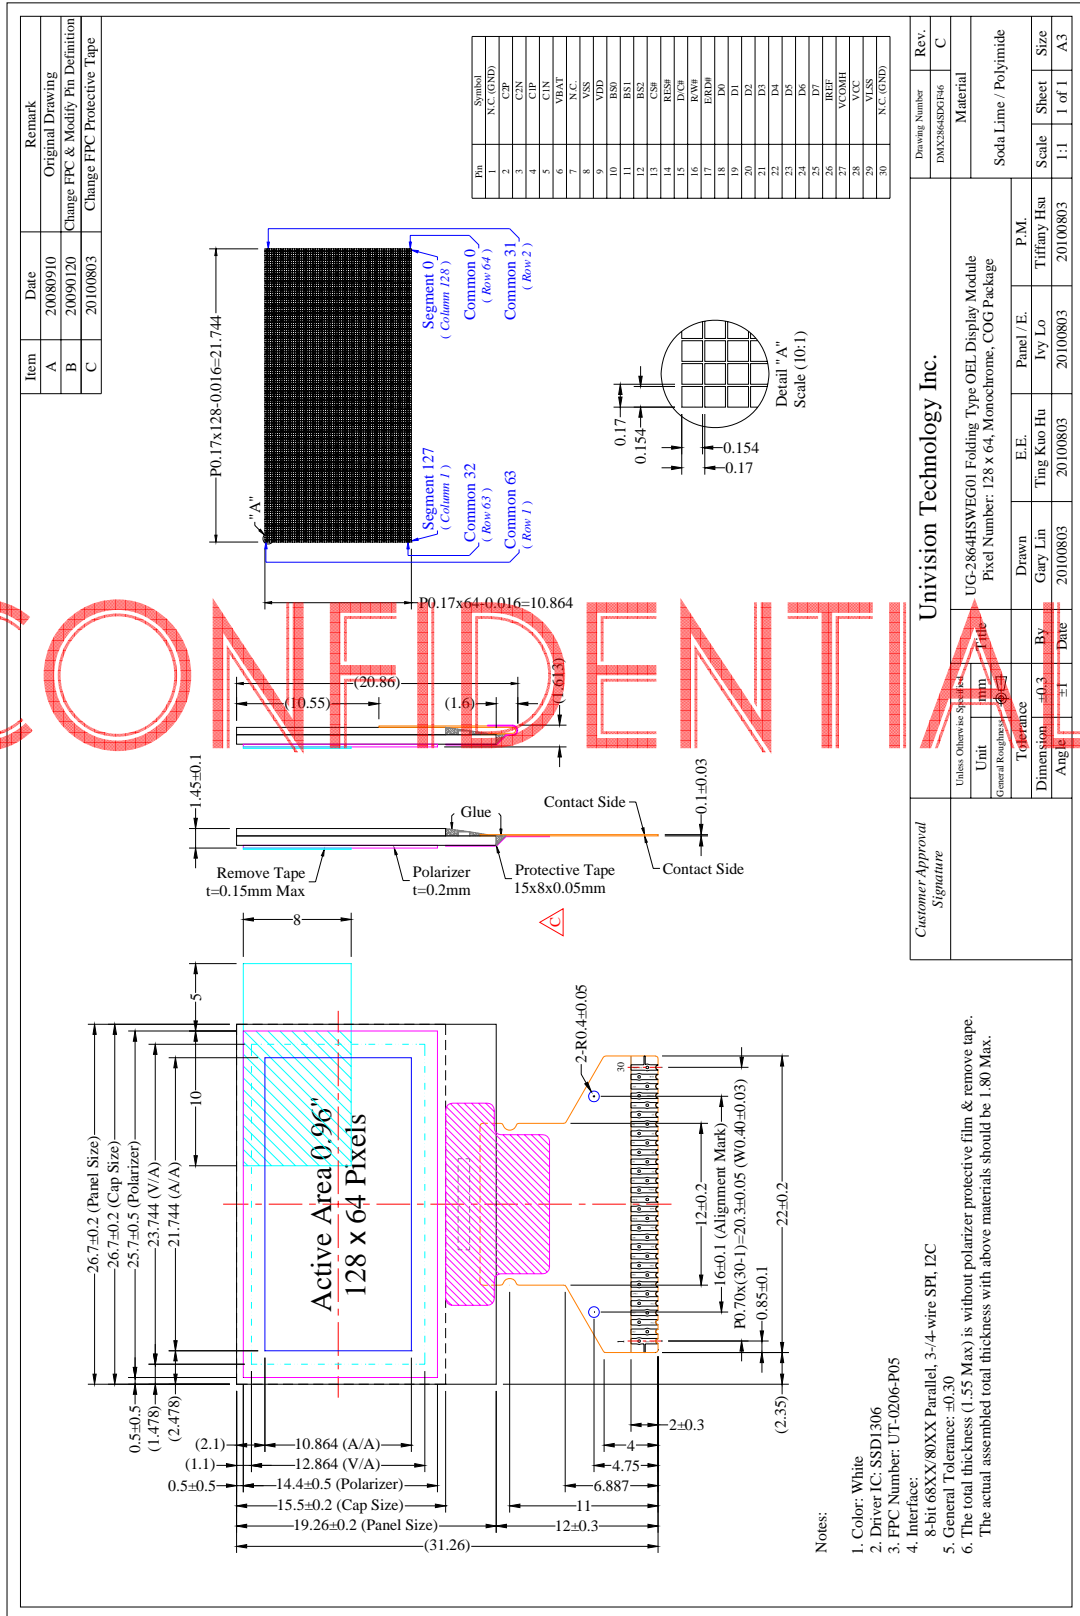 Item Date Remark
A 20080910 Original Drawing
B 20090120 Change FPC & Modify Pin Definition
C 20100803 Change FPC Protective Tape
26.7±0.2 (Panel Size)
26.7±0.2 (Cap Size)
25.7±0.5 (Polarizer)
23.744 (V/A)
21.744 (A/A)
0.5±0.5
(1.478)
(2.478)
10
5
8
Active Area 0.96"
128 x 64 Pixels
(2.1)
10.864 (A/A)
(1.1)
12.864 (V/A)
0.5±0.5
14.4±0.5 (Polarizer)
15.5±0.2 (Cap Size)
19.26±0.2 (Panel Size)
12±0.3
(31.26)
2±0.3
4
4.75
6.887
11
2-R0.4±0.05
1
30
16±0.1 (Alignment Mark)
12±0.2
P0.70x(30-1)=20.3±0.05 (W0.40±0.03)
0.85±0.1
22±0.2
(2.35)
1.45±0.1
Remove Tape
t=0.15mm Max
Polarizer
t=0.2mm
Glue
Protective Tape
15x8x0.05mm
Contact Side
Contact Side
0.1±0.03
C
(20.86)
(10.55)
(1.6)
(1.613)
P0.17x128-0.016=21.744
P0.17x64-0.016=10.864
"A"
Segment 127
( Column 1 )
Common 32
( Row 63 )
Common 63
( Row 1 )
Segment 0
( Column 128 )
Common 0
( Row 64 )
Common 31
( Row 2 )
0.17
0.154
0.154
0.17
Detail "A"
Scale (10:1)
Pin Symbol
1 N.C. (GND)
2 C2P
3 C2N
4 C1P
5 C1N
6 VBAT
7 N.C.
8 VSS
9 VDD
10 BS0
11 BS1
12 BS2
13 CS#
14 RES#
15 D/C#
16 R/W#
17 E/RD#
18 D0
19 D1
20 D2
21 D3
22 D4
23 D5
24 D6
25 D7
26 IREF
27 VCOMH
28 VCC
29 VLSS
30 N.C. (GND)
CONFIDENTIAL
Notes:
1. Color: White
2. Driver IC: SSD1306
3. FPC Number: UT-0206-P05
4. Interface:
8-bit 68XX/80XX Parallel, 3-/4-wire SPI, I2C
5. General Tolerance: ±0.30
6. The total thickness (1.55 Max) is without polarizer protective film & remove tape.
The actual assembled total thickness with above materials should be 1.80 Max.
Customer Approval
Signature
Univision Technology Inc.
Drawing Number Rev.
DMX2864SDGF46 C
Unless Otherwise Specified
Unit mm
General Roughness
Tolerance
Dimension ±0.3
Angle ±1
Title
UG-2864HSWEG01 Folding Type OEL Display Module
Pixel Number: 128 x 64, Monochrome, COG Package
Material
Soda Lime / Polyimide
Drawn E.E. Panel / E. P.M.
By Gary Lin Ting Kuo Hu Ivy Lo Tiffany Hsu
Date 20100803 20100803 20100803 20100803
Scale Sheet Size
1:1 1 of 1 A3